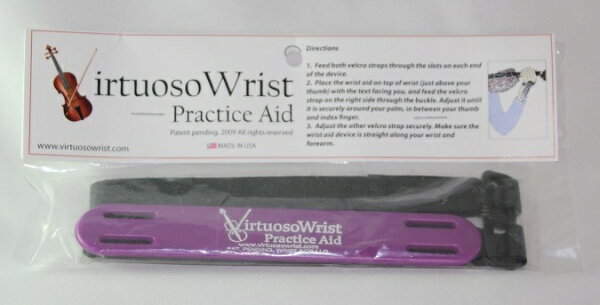 VirtuosoWrist
Practice Aid
Patent pending, 2009 All rights reserved
MADE IN USA
www.virtuosowrist.com
Directions
1. Feed both velcro straps through the slots on each end
of the device.
2. Place the wrist aid on top of wrist (just above your
thumb) with the text facing you, and feed the velcro
strap on the right side through the buckle. Adjust it until
it is securely around your palm, in between your thumb
and index finger.
3. Adjust the other velcro strap securely. Make sure the
wrist aid device is straight along your wrist and
forearm.
VirtuosoWrist
Practice Aid
www.virtuosowrist.com
PAT. PENDING.